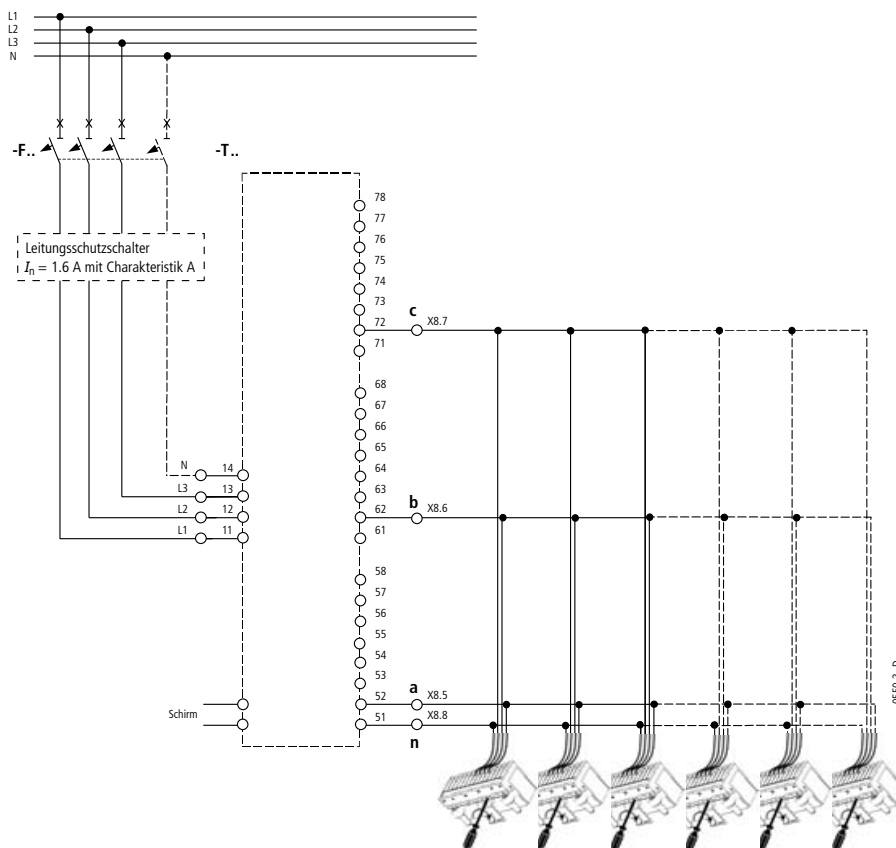 L1
L2
L3
N
-F..
-T..
Leitungsschutzschalter
In = 1.6 A mit Charakteristik A
78
77
76
75
74
73
72
71
c
X8.7
68
67
66
65
64
63
62
61
b
X8.6
N
14
L3
13
L2
12
L1
11
58
57
56
55
54
53
52
51
a
X8.5
X8.8
n
Schirm